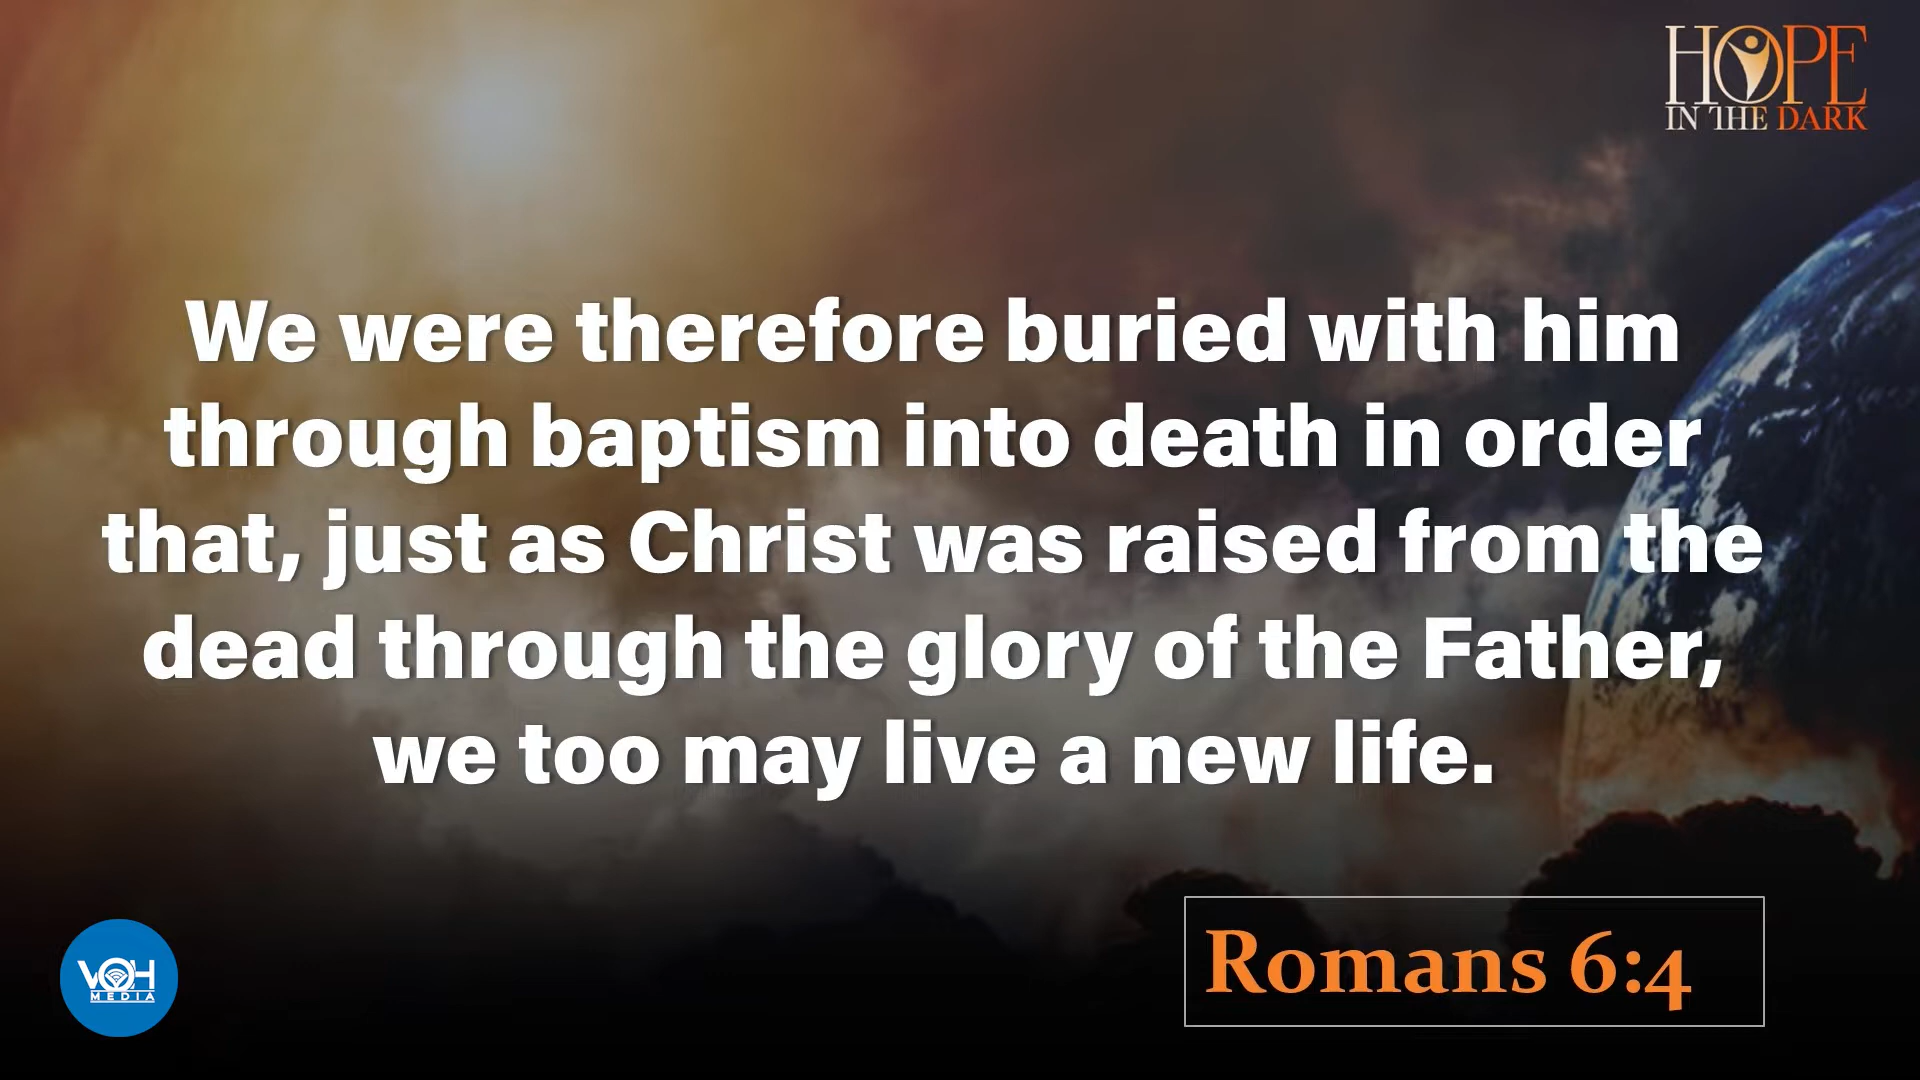 HOPE
IN THE DARK
We were therefore buried with him
through baptism into death in order
that, just as Christ was raised from the
dead through the glory of the Father,
we too may live a new life.
Romans 6:4
VOH
MEDIA